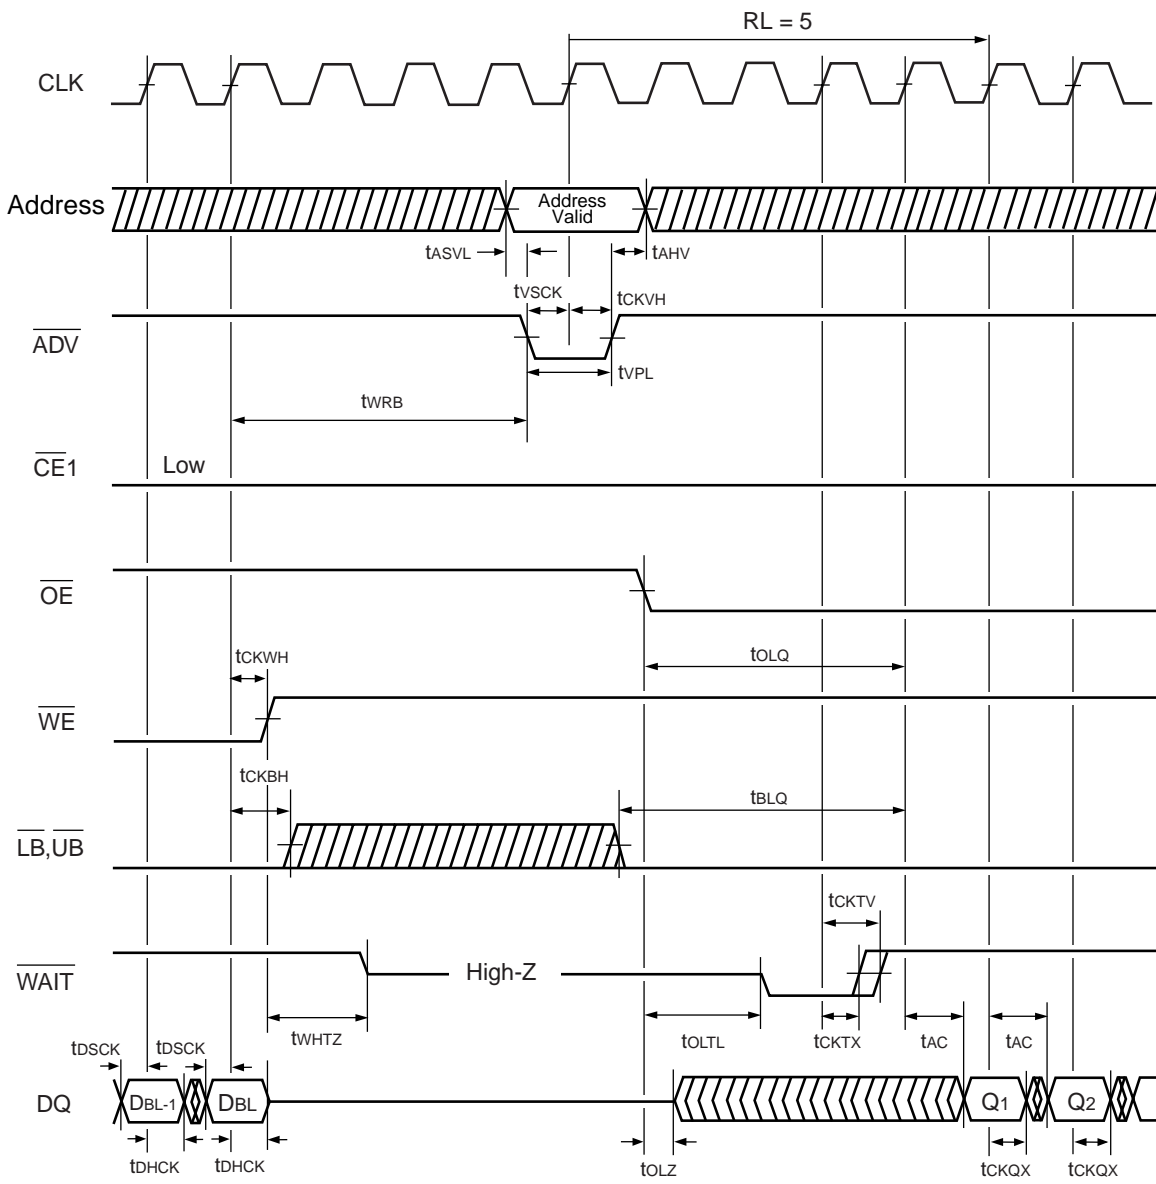 RL = 5
CLK
Address
Address
Valid
tASVL
tAHV
tVSCK
tCKVH
ADV
tVPL
tWRB
CE1
Low
OE
tCKWH
tOLQ
WE
tCKBH
tBLQ
LB,UB
tCKTV
WAIT
High-Z
tWHTZ
tOLTL
tCKTX
tAC
tAC
tDSCK
tDSCK
DQ
DBL-1
DBL
Q1
Q2
tDHCK
tDHCK
tOLZ
tCKQX
tCKQX